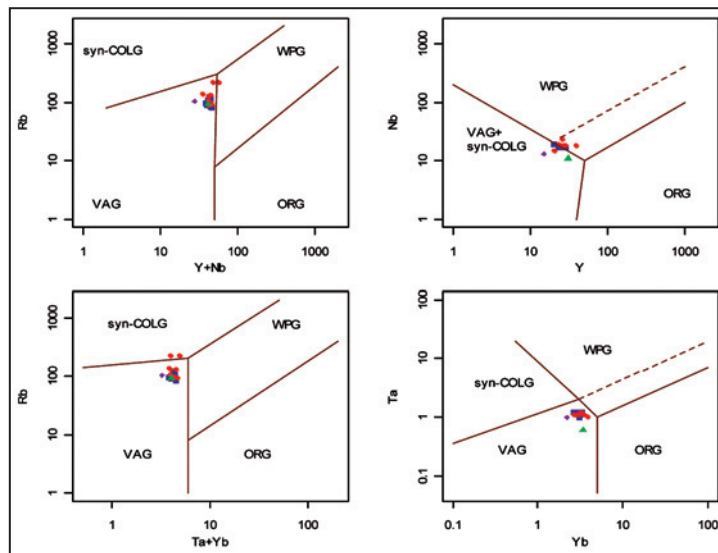 syn-COLG
WPG
VAG
ORG
Rb
1 10 100 1000
1 10 100 1000
Y+Nb
WPG
VAG+
syn-COLG
ORG
Nb
1 10 100 1000
1 10 100 1000
Y
syn-COLG
WPG
VAG
ORG
Rb
1 10 100 1000
1 10 100
Ta+Yb
WPG
syn-COLG
VAG
ORG
Ta
0.1 1 10 100
0.1 1 10 100
Yb